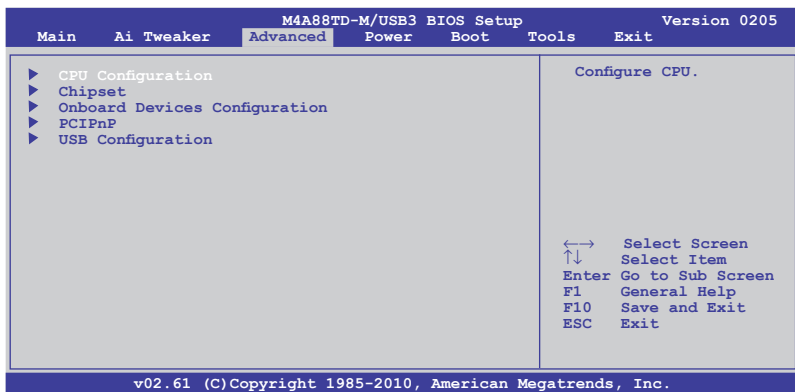 M4A88TD-M/USB3 BIOS Setup Version 0205
Main Ai Tweaker Advanced Power Boot Tools Exit
CPU Configuration
Chipset
Onboard Devices Configuration
PCIPnP
USB Configuration
Configure CPU.
←→ Select Screen
↑↓ Select Item
Enter Go to Sub Screen
F1 General Help
F10 Save and Exit
ESC Exit
v02.61 (C)Copyright 1985-2010, American Megatrends, Inc.